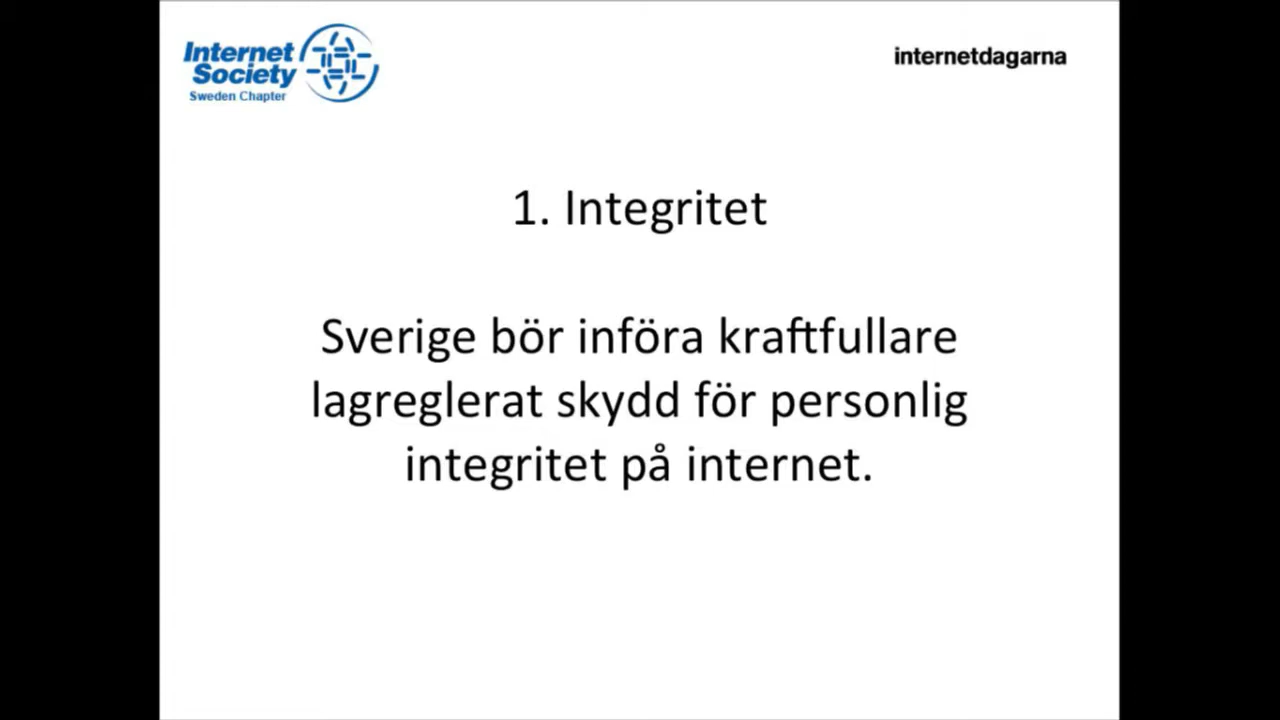 Internet
Society
Sweden Chapter
internetdagarna
1. Integritet
Sverige bör införa kraftfullare
lagreglerat skydd för personlig
integritet på internet.